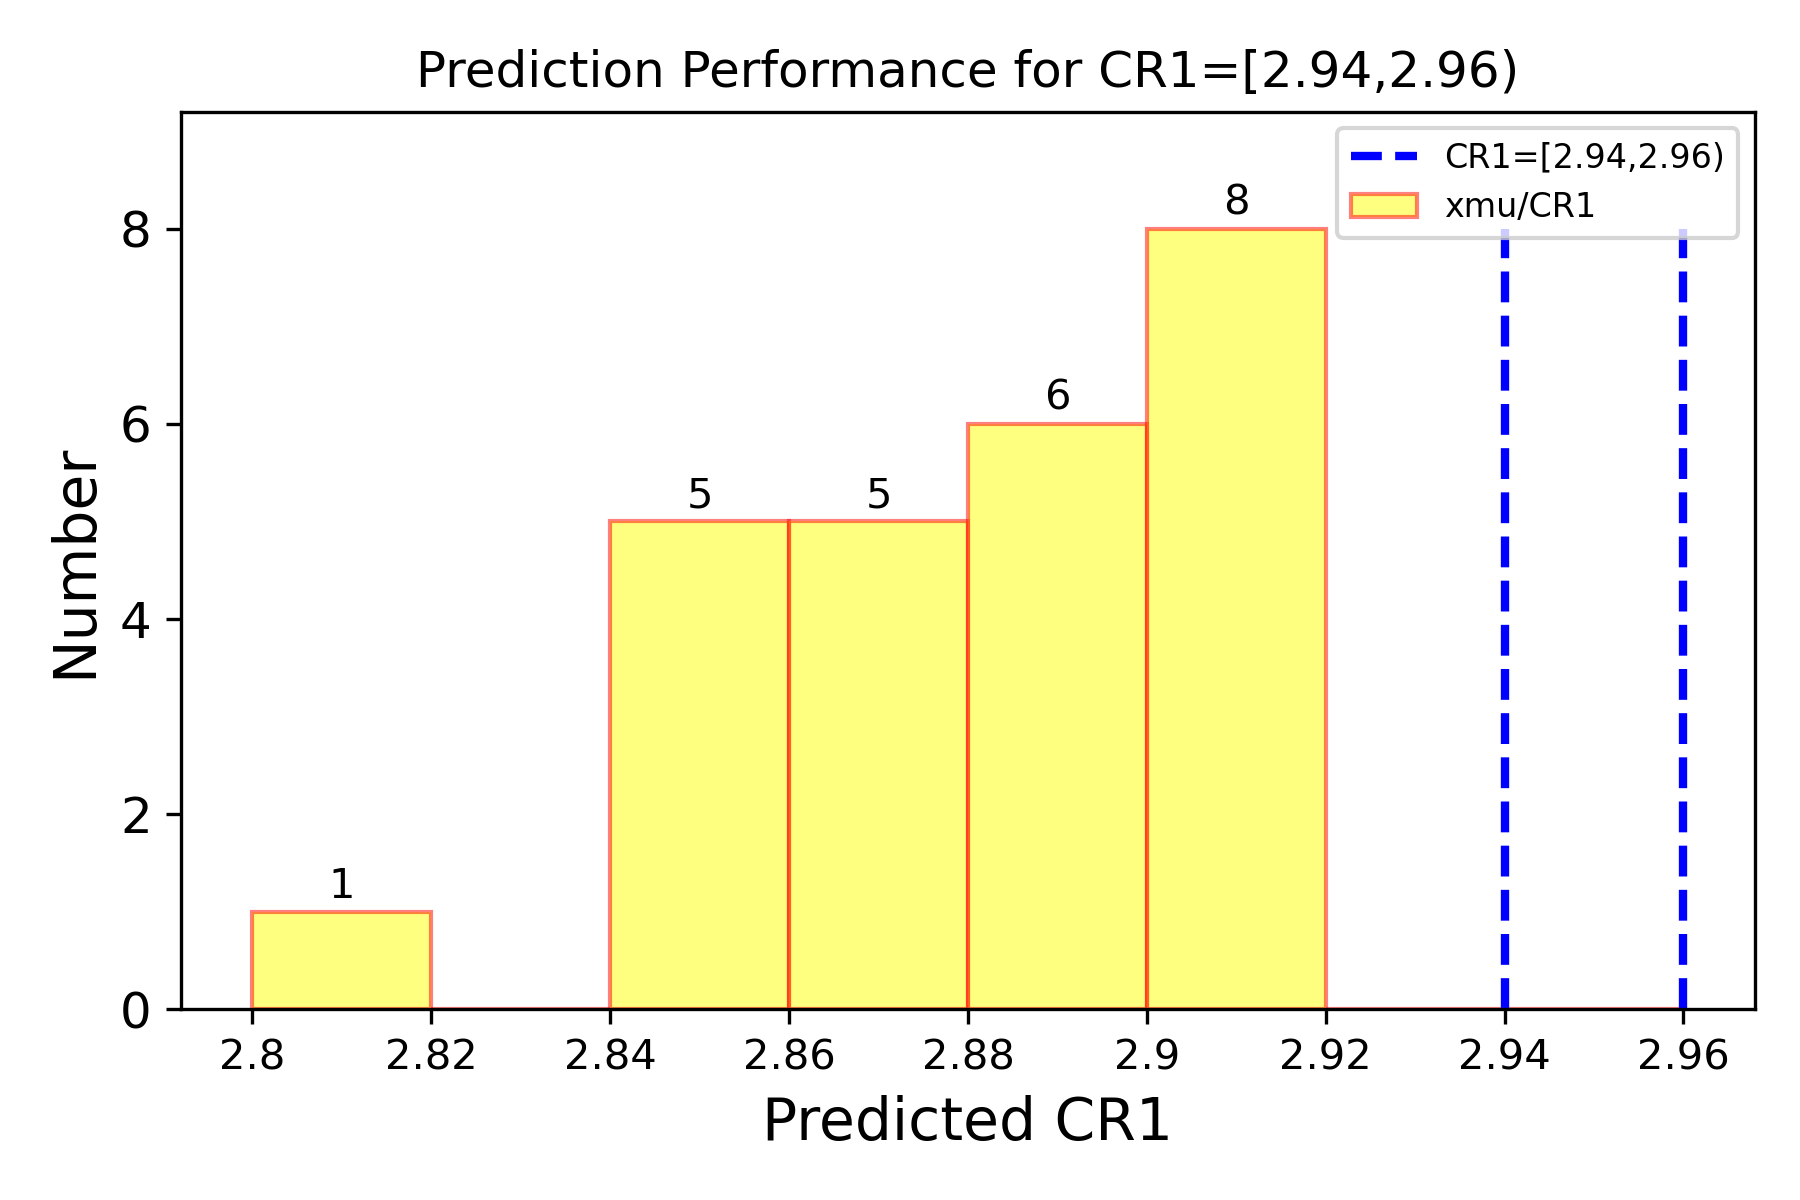 Prediction Performance for CR1=[2.94,2.96)
CR1=[2.94,2.96)
xmu/CR1
8
6
5 5
1
8
6
4
2
0
Number
2.8 2.82 2.84 2.86 2.88 2.9 2.92 2.94 2.96
Predicted CR1